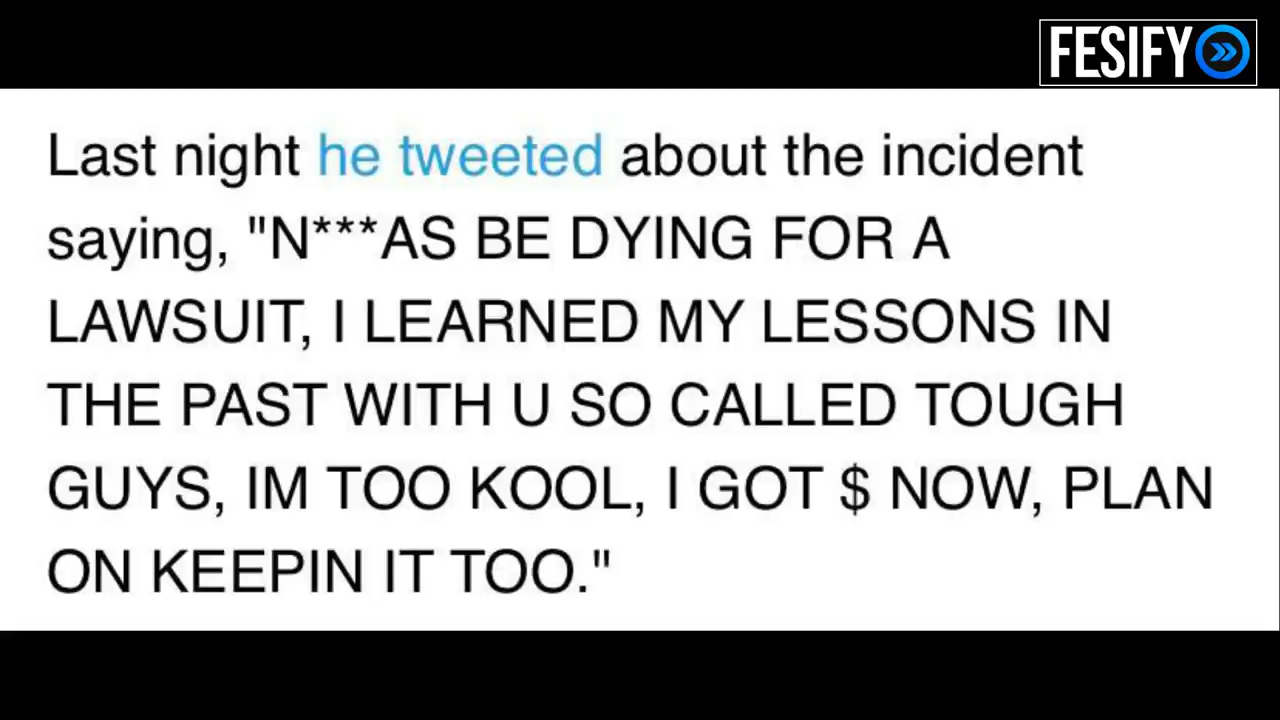 FESIFY
Last night he tweeted about the incident
saying, "N***AS BE DYING FOR A
LAWSUIT, I LEARNED MY LESSONS IN
THE PAST WITH U SO CALLED TOUGH
GUYS, IM TOO KOOL, I GOT $ NOW, PLAN
ON KEEPIN IT TOO."